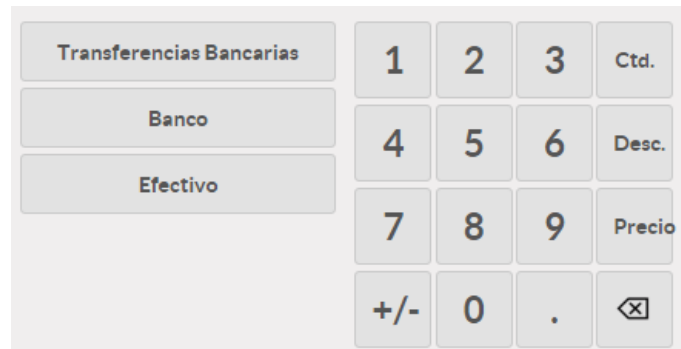 Transferencias Bancarias
Banco
Efectivo
1 2 3 Ctd.
4 5 6 Desc.
7 8 9 Precio
+/- 0 .